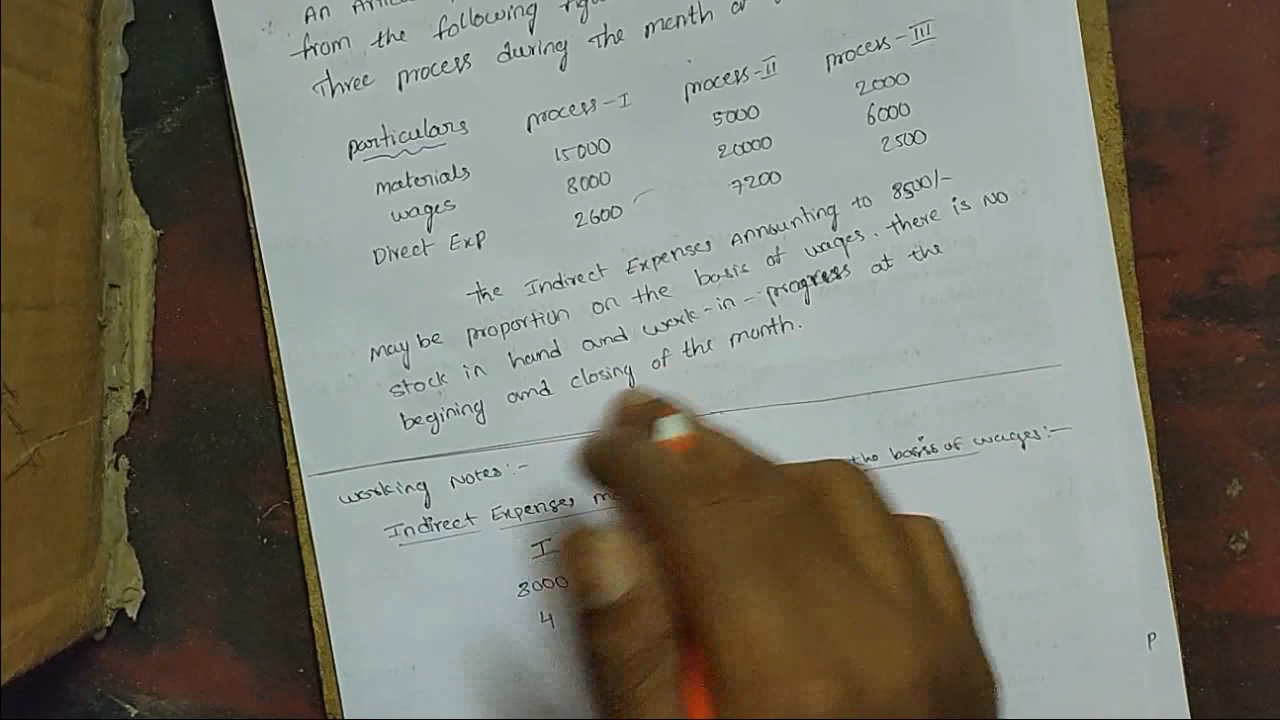 An
from the following
Three process during the month
particulars process-I process-II process-III
materials 15000 5000 2000
wages 8000 20000 6000
Direct Exp 2600 7200 2500
the Indirect Expenses Amounting to 8500/-
may be proportion on the basis of wages. there is NO
stock in hand and work-in-progress at the
begining and closing of the month.
Working Notes:-
Indirect Expenses the basis of wages:-
I
8000
4
P